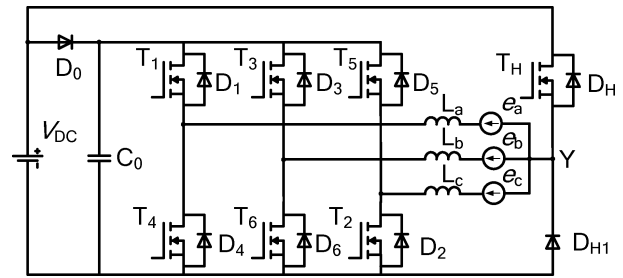 D0
T1
D1
T3
D3
T5
D5
TH
DH
VDC
+
C0
La
ea
Lb
eb
Lc
ec
Y
T4
D4
T6
D6
T2
D2
DH1